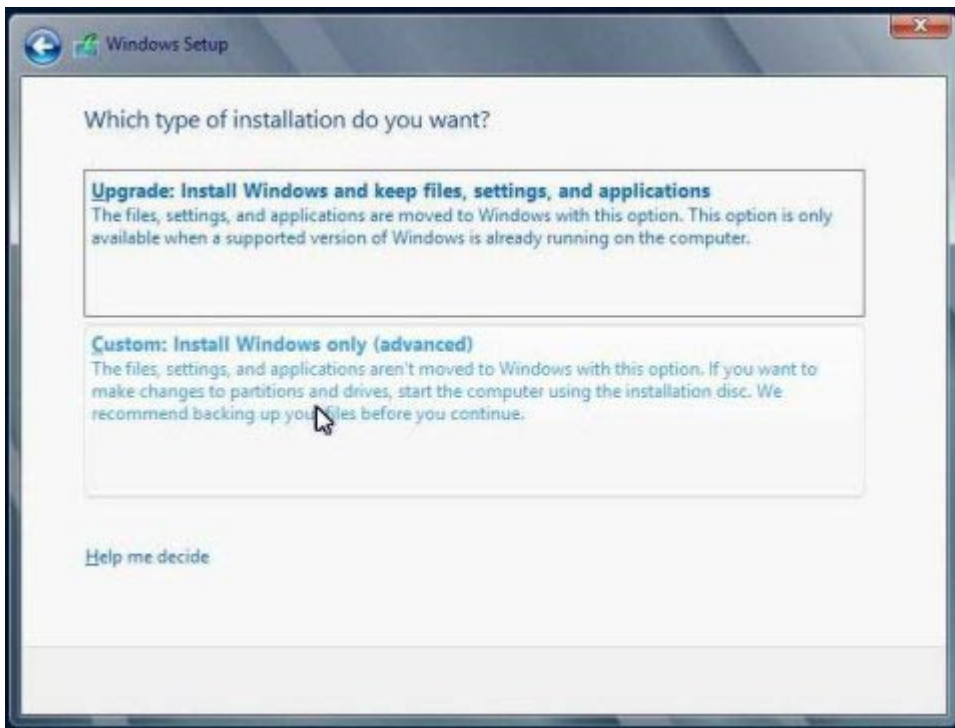 Windows Setup
Which type of installation do you want?
Upgrade: Install Windows and keep files, settings, and applications
The files, settings, and applications are moved to Windows with this option. This option is only
available when a supported version of Windows is already running on the computer.
Custom: Install Windows only (advanced)
The files, settings, and applications aren't moved to Windows with this option. If you want to
make changes to partitions and drives, start the computer using the installation disc. We
recommend backing up your files before you continue.
Help me decide